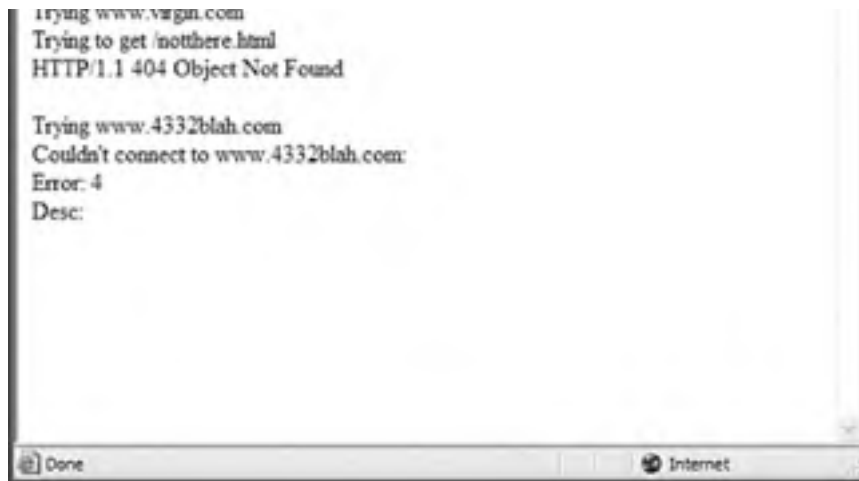 Trying www.virgin.com
Trying to get /notthere.html
HTTP/1.1 404 Object Not Found
Trying www.4332blah.com
Couldn't connect to www.4332blah.com:
Error: 4
Desc:
Done
Internet